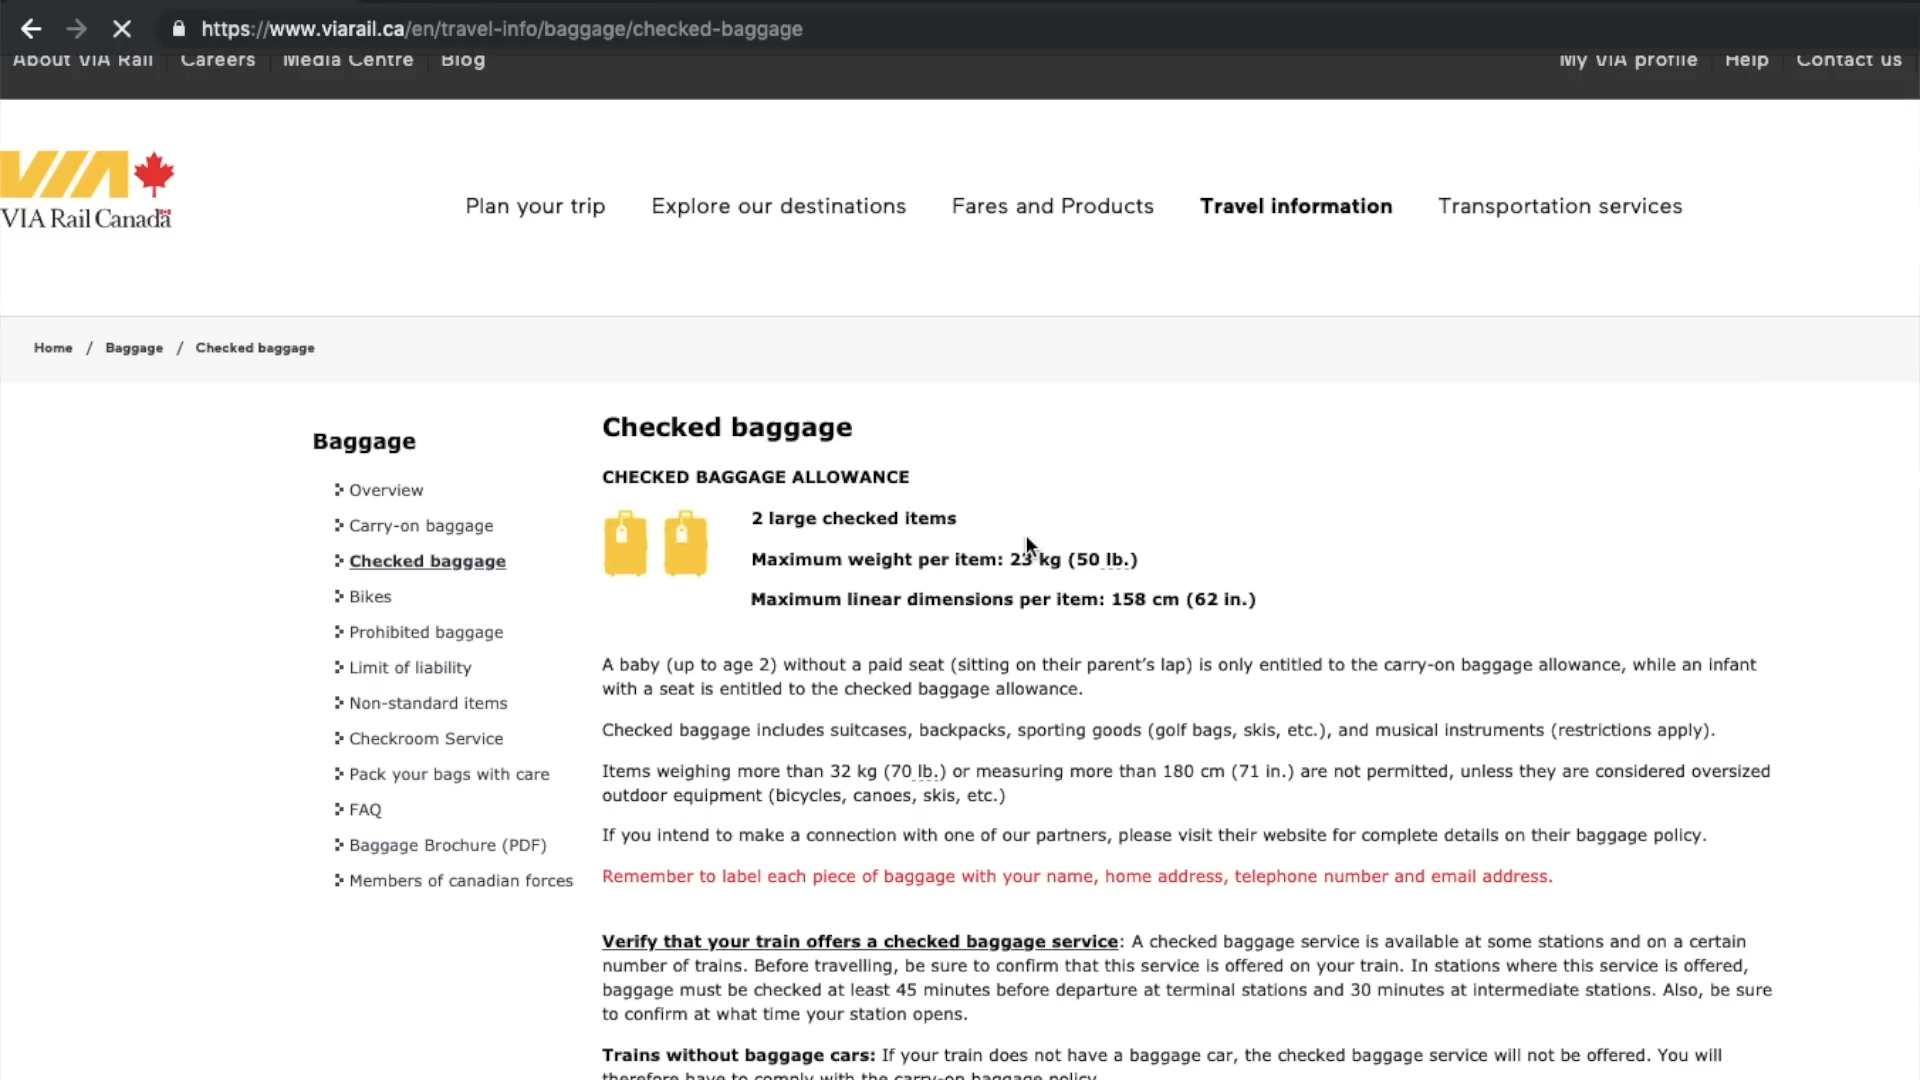 https://www.viarail.ca/en/travel-info/baggage/checked-baggage
About VIA Rail Careers Media Centre Blog My VIA profile Help Contact us
VIA
VIA Rail Canada
Plan your trip Explore our destinations Fares and Products Travel information Transportation services
Home / Baggage / Checked baggage
Baggage
Overview
Carry-on baggage
Checked baggage
Bikes
Prohibited baggage
Limit of liability
Non-standard items
Checkroom Service
Pack your bags with care
FAQ
Baggage Brochure (PDF)
Members of canadian forces
Checked baggage
CHECKED BAGGAGE ALLOWANCE
2 large checked items
Maximum weight per item: 23 kg (50 lb.)
Maximum linear dimensions per item: 158 cm (62 in.)
A baby (up to age 2) without a paid seat (sitting on their parent’s lap) is only entitled to the carry-on baggage allowance, while an infant
with a seat is entitled to the checked baggage allowance.
Checked baggage includes suitcases, backpacks, sporting goods (golf bags, skis, etc.), and musical instruments (restrictions apply).
Items weighing more than 32 kg (70 lb.) or measuring more than 180 cm (71 in.) are not permitted, unless they are considered oversized
outdoor equipment (bicycles, canoes, skis, etc.)
If you intend to make a connection with one of our partners, please visit their website for complete details on their baggage policy.
Remember to label each piece of baggage with your name, home address, telephone number and email address.
Verify that your train offers a checked baggage service: A checked baggage service is available at some stations and on a certain
number of trains. Before travelling, be sure to confirm that this service is offered on your train. In stations where this service is offered,
baggage must be checked at least 45 minutes before departure at terminal stations and 30 minutes at intermediate stations. Also, be sure
to confirm at what time your station opens.
Trains without baggage cars: If your train does not have a baggage car, the checked baggage service will not be offered. You will
therefore have to comply with the carry-on baggage policy.